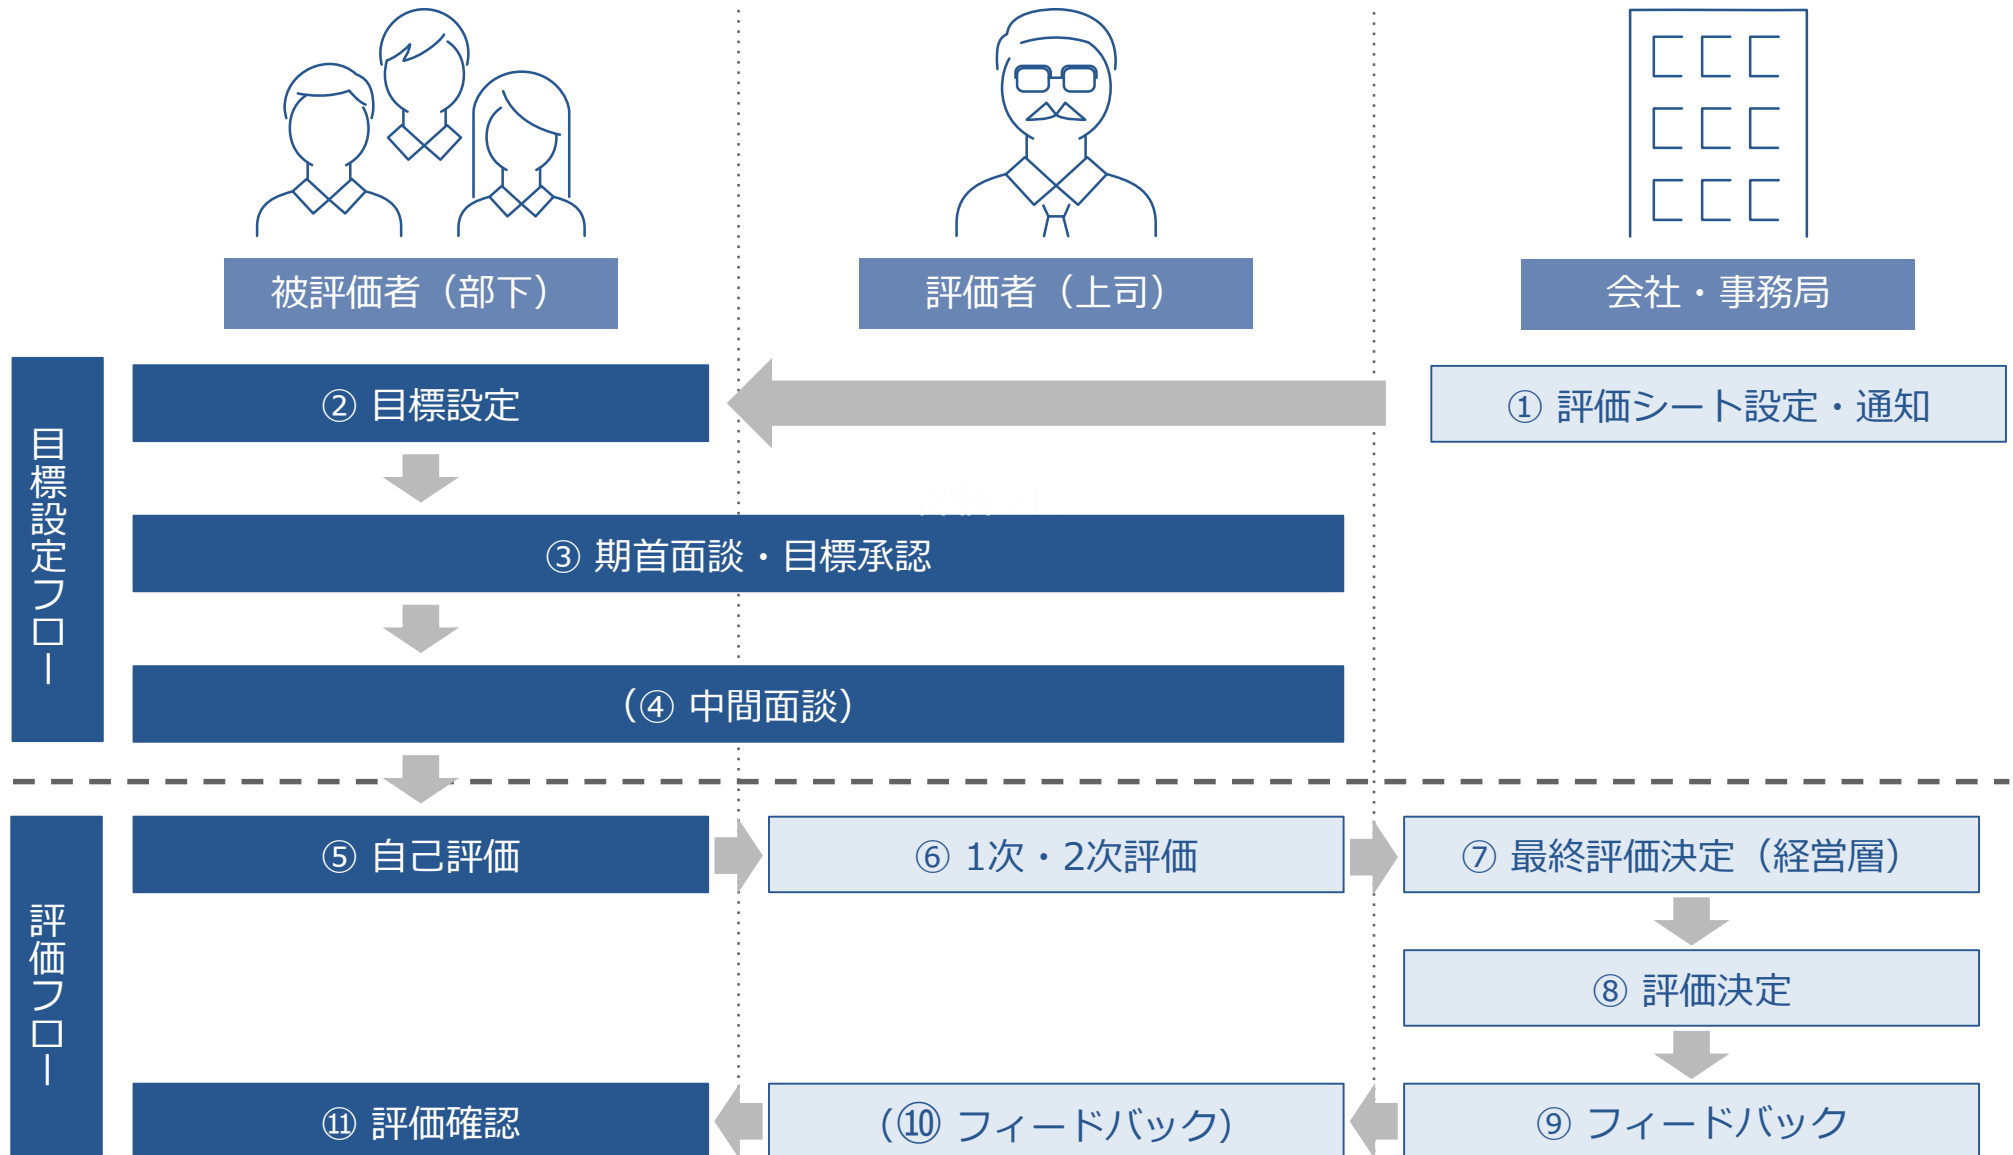 被評価者（部下）
評価者（上司）
会社・事務局
目標設定フロー
② 目標設定
① 評価シート設定・通知
③ 期首面談・目標承認
（④ 中間面談）
評価フロー
⑤ 自己評価
⑥ 1次・2次評価
⑦ 最終評価決定（経営層）
⑧ 評価決定
⑪ 評価確認
（⑩ フィードバック）
⑨ フィードバック